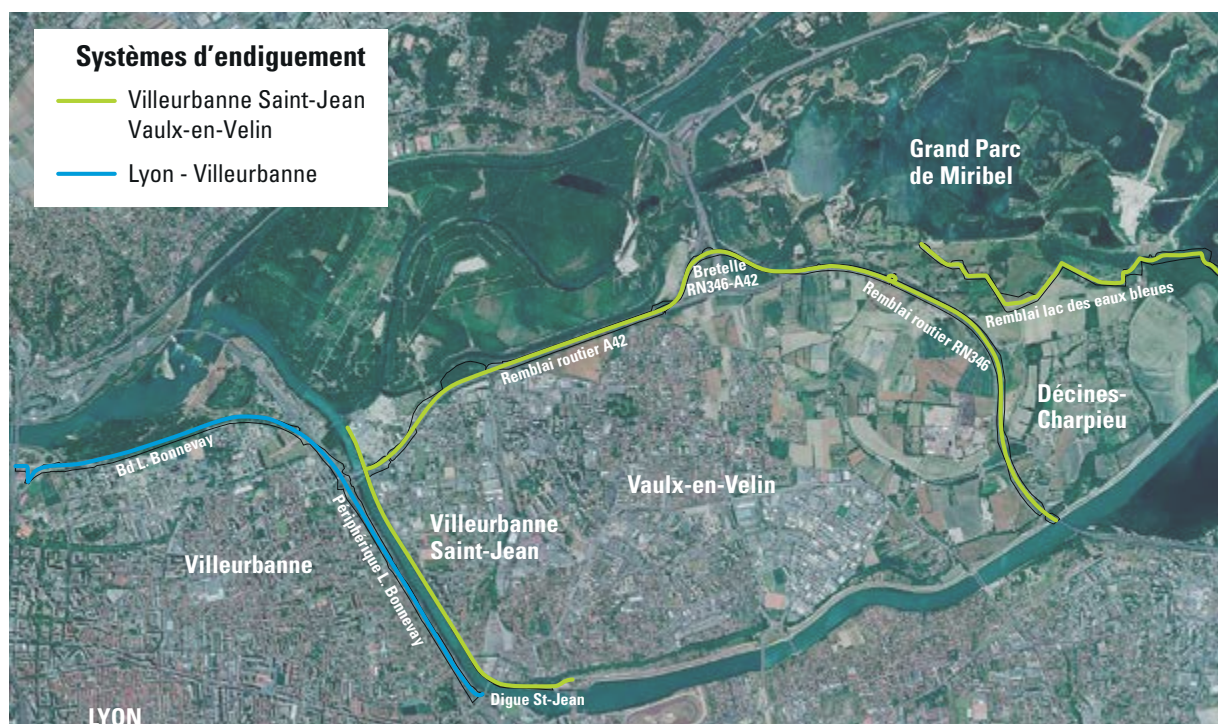 Systèmes d'endiguement
Villeurbanne Saint-Jean
Vaulx-en-Velin
Lyon - Villeurbanne
Grand Parc
de Miribel
Bretelle
RN346-A42
Remblai routier A42
Remblai routier RN346
Remblai lac des eaux bleues
Décines-
Charpieu
Bd L. Bonnevay
Périphérique L. Bonnevay
Vaulx-en-Velin
Villeurbanne
Saint-Jean
Villeurbanne
Digue St-Jean
LYON